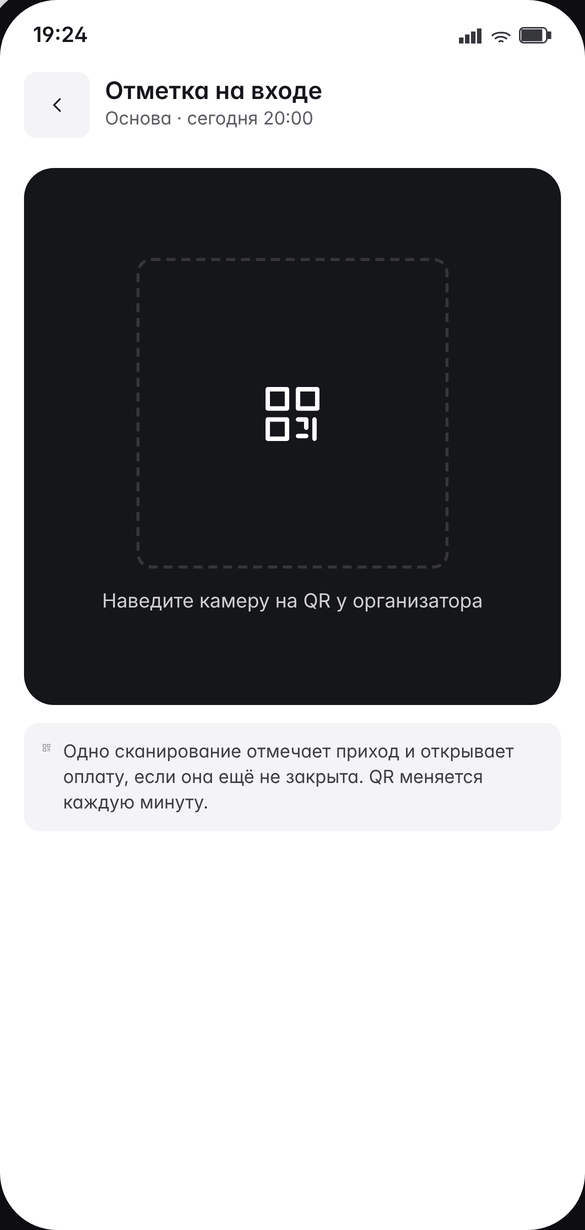 19:24
Отметка на входе
Основа · сегодня 20:00
Наведите камеру на QR у организатора
Одно сканирование отмечает приход и открывает
оплату, если она ещё не закрыта. QR меняется
каждую минуту.